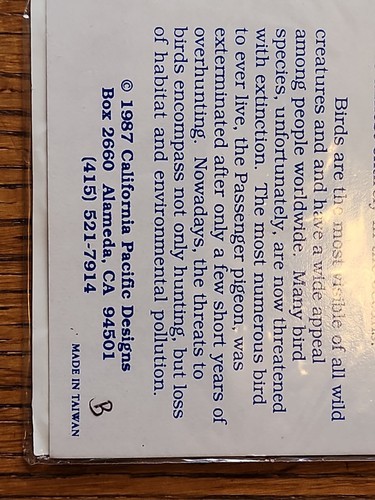 Birds are the most visible of all wild
creatures and and have a wide appeal
among people worldwide. Many bird
species, unfortunately, are now threatened
with extinction. The most numerous bird
to ever live, the Passenger pigeon, was
exterminated after only a few short years of
overhunting. Nowadays, the threats to
birds encompass not only hunting, but loss
of habitat and environmental pollution.
© 1987 California Pacific Designs
Box 2660 Alameda, CA 94501
(415) 521-7914
B
MADE IN TAIWAN